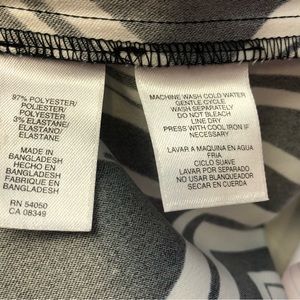 97% POLYESTER/
POLIESTER/
POLYESTER
3% ELASTANE/
ELASTANO/
ELASTANE
MADE IN
BANGLADESH
HECHO EN
BANGLADESH
FABRIQUE EN
BANGLADESH
RN 54050
CA 08349
MACHINE WASH COLD WATER
GENTLE CYCLE
WASH SEPARATELY
DO NOT BLEACH
LINE DRY
PRESS WITH COOL IRON IF
NECESSARY
LAVAR A MAQUINA EN AGUA
FRIA
CICLO SUAVE
LAVAR POR SEPARADO
NO USAR BLANQUEADOR
SECAR EN CUERDA